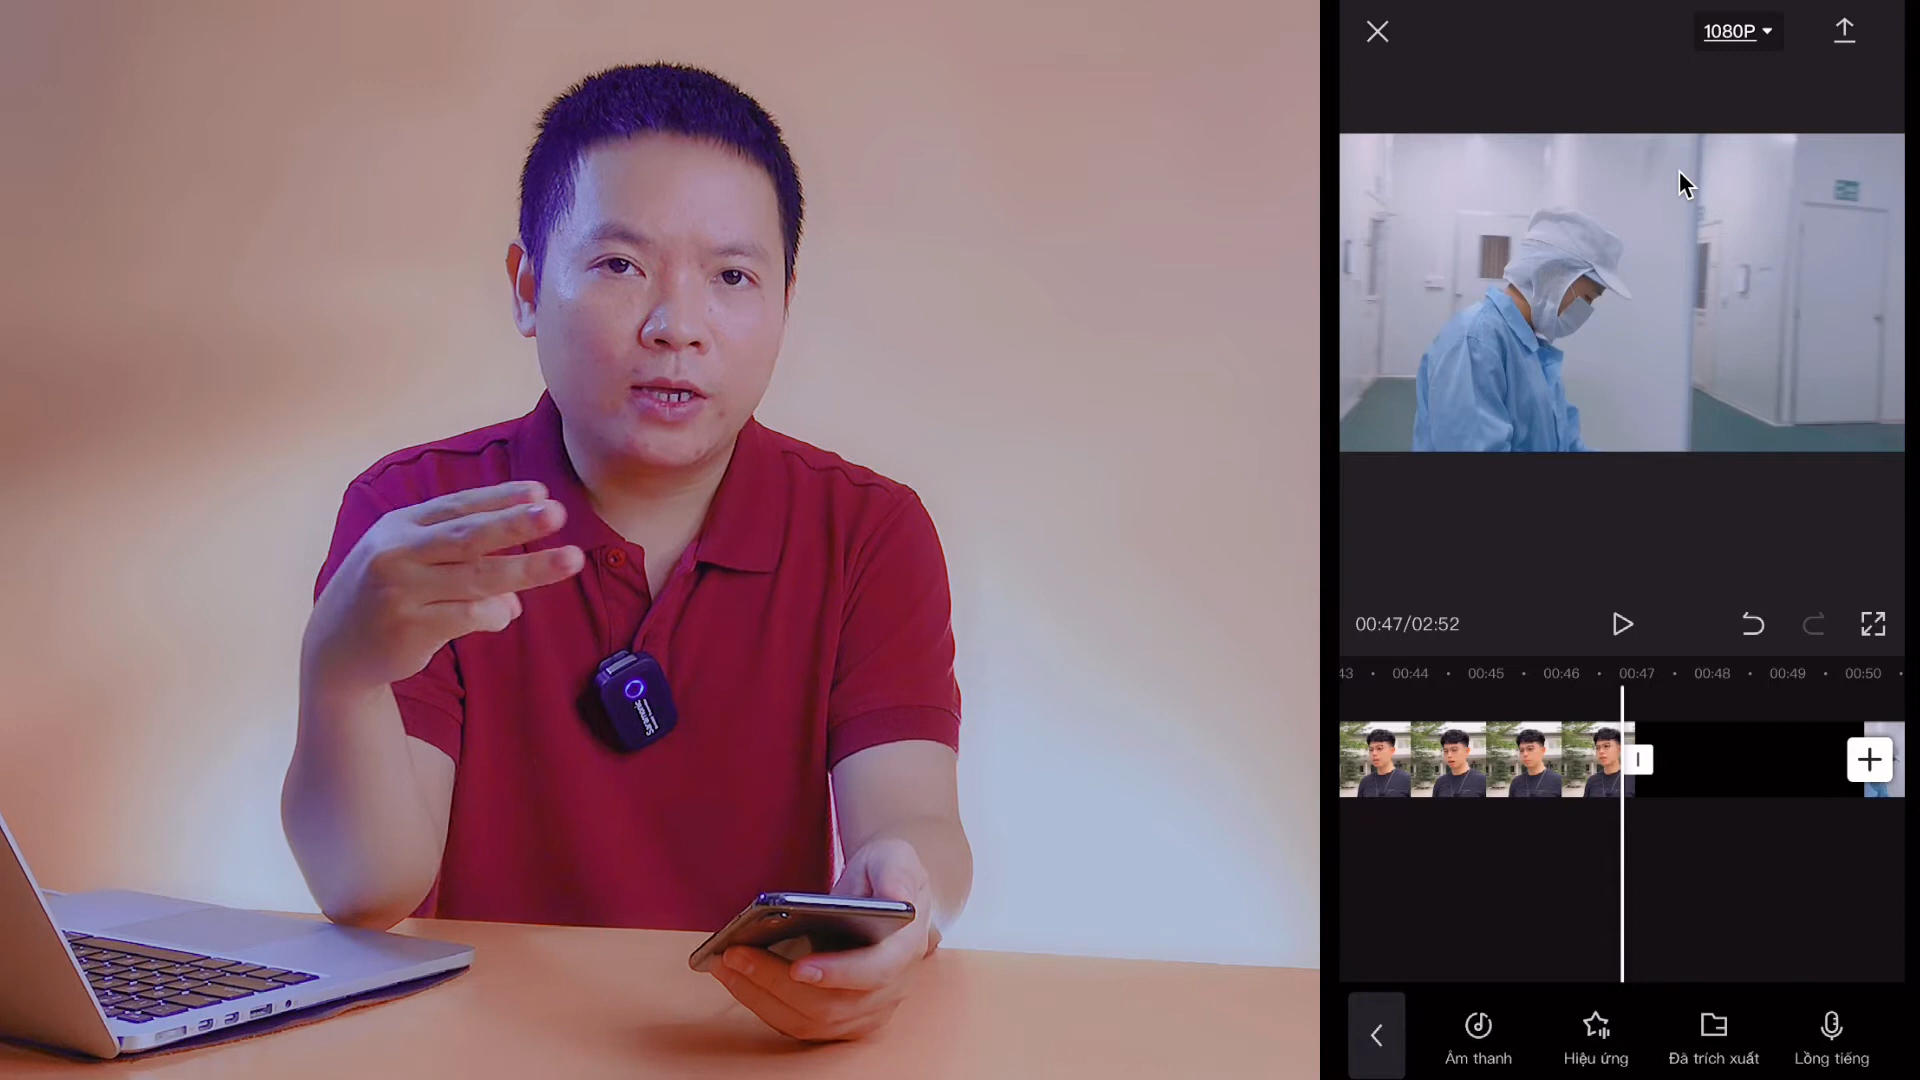 1080P
Saramonic
00:47/02:52
43 00:44 00:45 00:46 00:47 00:48 00:49 00:50
Âm thanh
Hiệu ứng
Đã trích xuất
Lồng tiếng